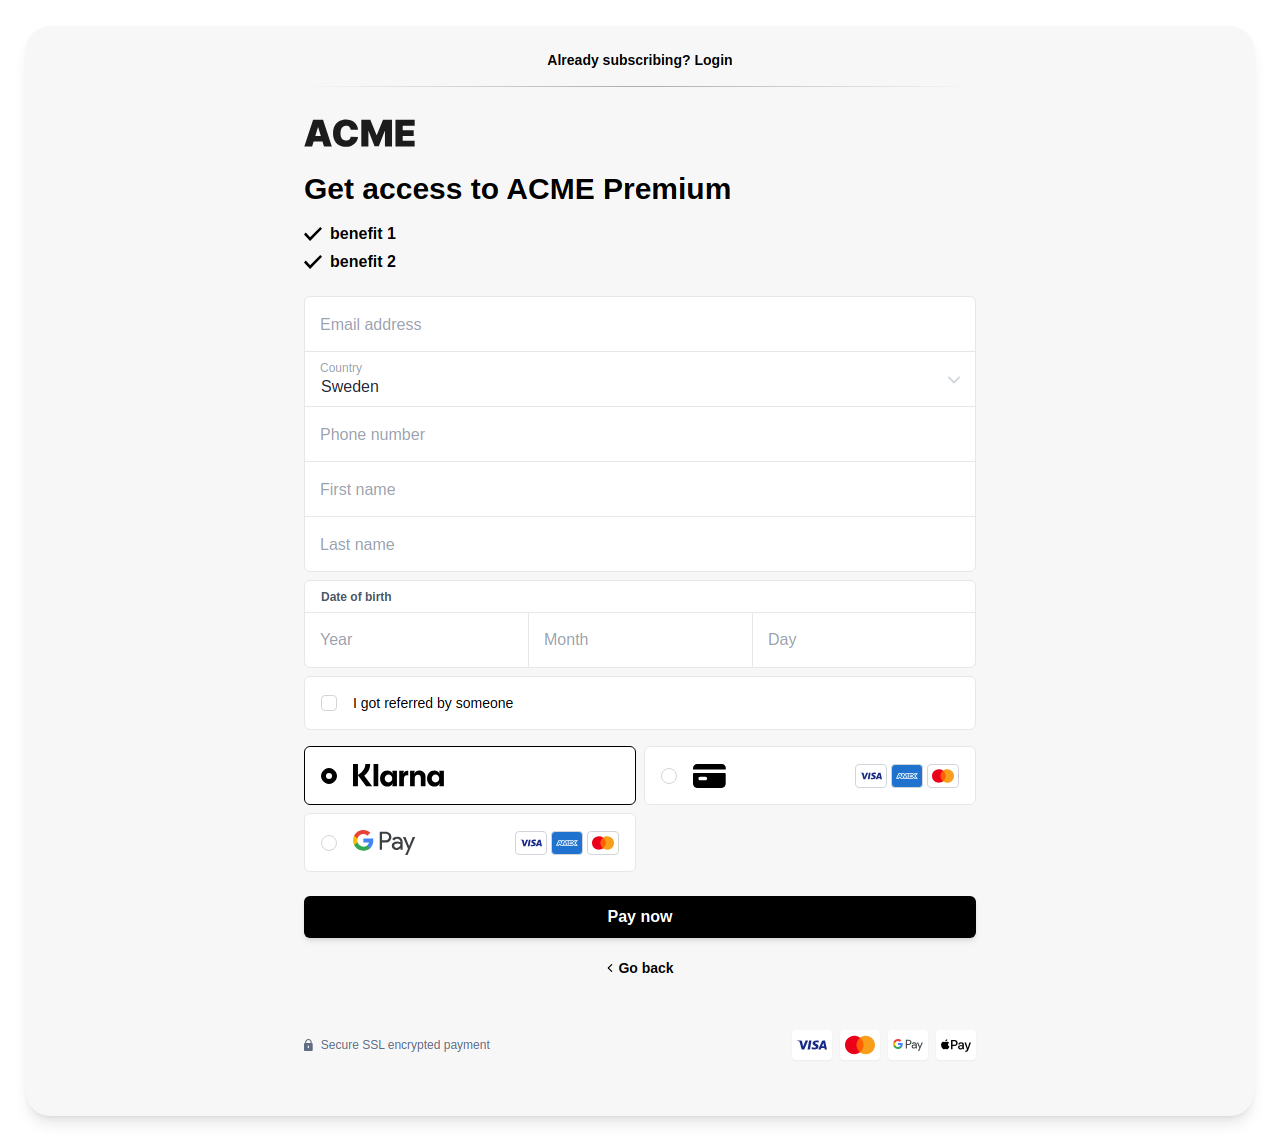 Already subscribing? Login
ACME
Get access to ACME Premium
benefit 1
benefit 2
Email address
Country
Sweden
Phone number
First name
Last name
Date of birth
Year Month Day
I got referred by someone
Klarna VISA AMEX
G Pay VISA AMEX
Pay now
Go back
Secure SSL encrypted payment VISA G Pay Pay